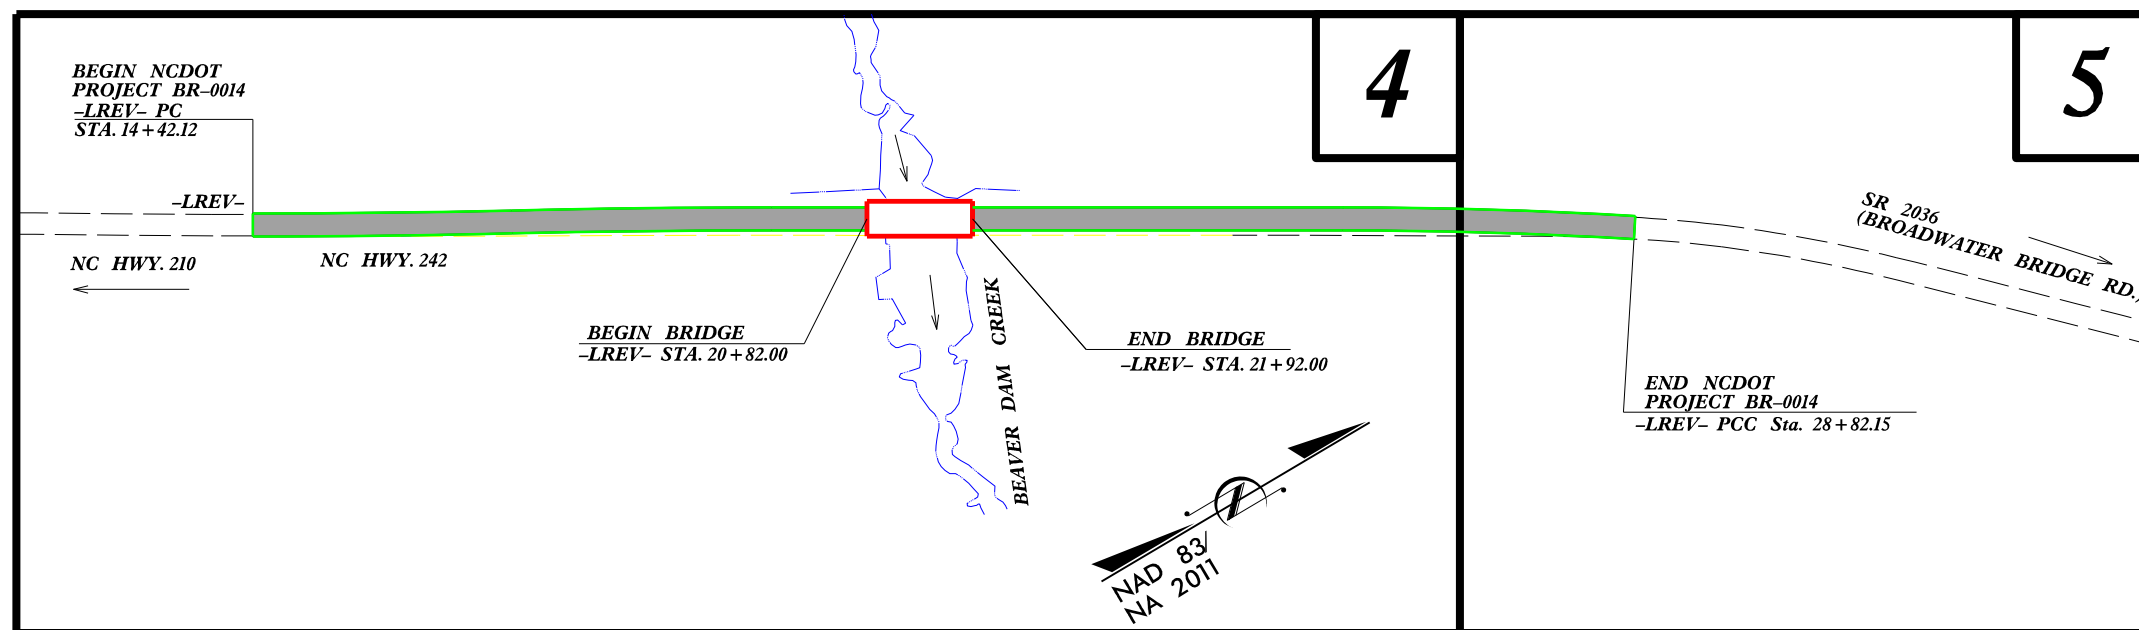 BEGIN NCDOT
PROJECT BR–0014
–LREV– PC
STA. 14+42.12
–LREV–
NC HWY. 210
NC HWY. 242
BEGIN BRIDGE
–LREV– STA. 20+82.00
BEAVER DAM CREEK
END BRIDGE
–LREV– STA. 21+92.00
NAD 83/
NA 2011
4
5
SR 2036
(BROADWATER BRIDGE RD.)
END NCDOT
PROJECT BR–0014
–LREV– PCC Sta. 28+82.15